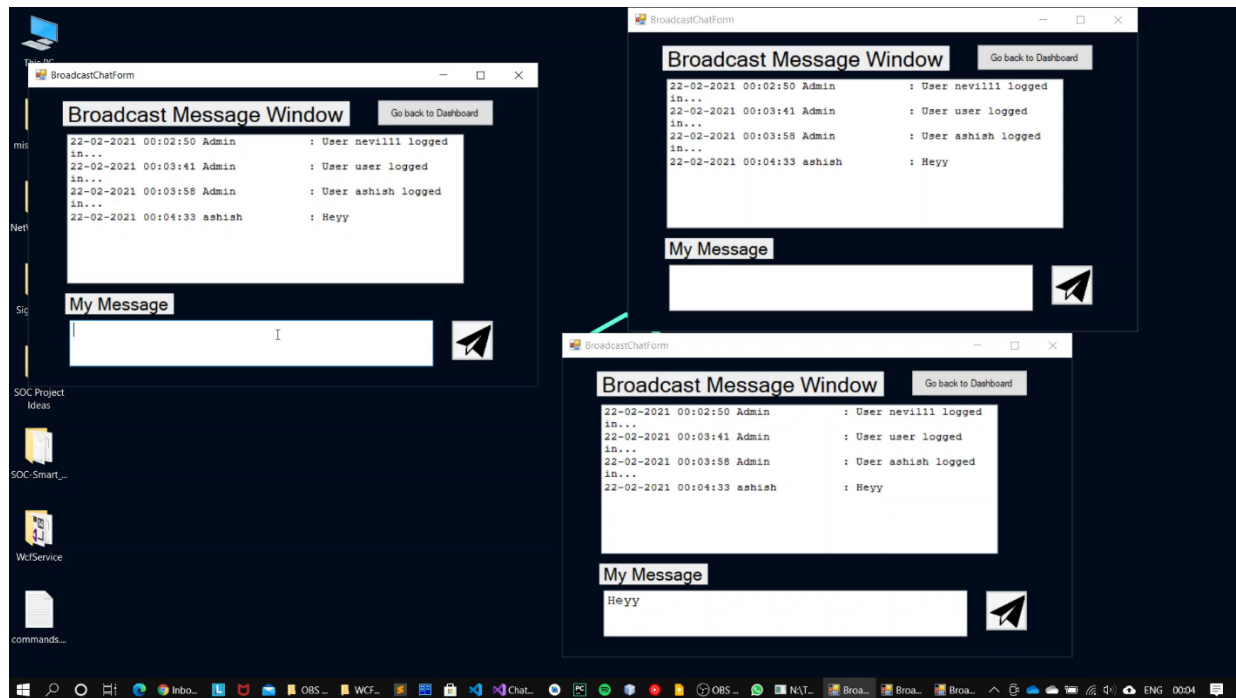 This PC
mis
Net
Sig
SOC Project
Ideas
SOC-Smart_...
WcfService
commands....
BroadcastChatForm
Broadcast Message Window
Go back to Dashboard
22-02-2021 00:02:50 Admin : User nevill1 logged
in...
22-02-2021 00:03:41 Admin : User user logged
in...
22-02-2021 00:03:58 Admin : User ashish logged
in...
22-02-2021 00:04:33 ashish : Heyy
My Message
BroadcastChatForm
Broadcast Message Window
Go back to Dashboard
22-02-2021 00:02:50 Admin : User nevill1 logged
in...
22-02-2021 00:03:41 Admin : User user logged
in...
22-02-2021 00:03:58 Admin : User ashish logged
in...
22-02-2021 00:04:33 ashish : Heyy
My Message
BroadcastChatForm
Broadcast Message Window
Go back to Dashboard
22-02-2021 00:02:50 Admin : User nevill1 logged
in...
22-02-2021 00:03:41 Admin : User user logged
in...
22-02-2021 00:03:58 Admin : User ashish logged
in...
22-02-2021 00:04:33 ashish : Heyy
My Message
Heyy
Inbo... OBS ... WCF... Chat... OBS ... N:\T... Broa... Broa... Broa... ENG 00:04